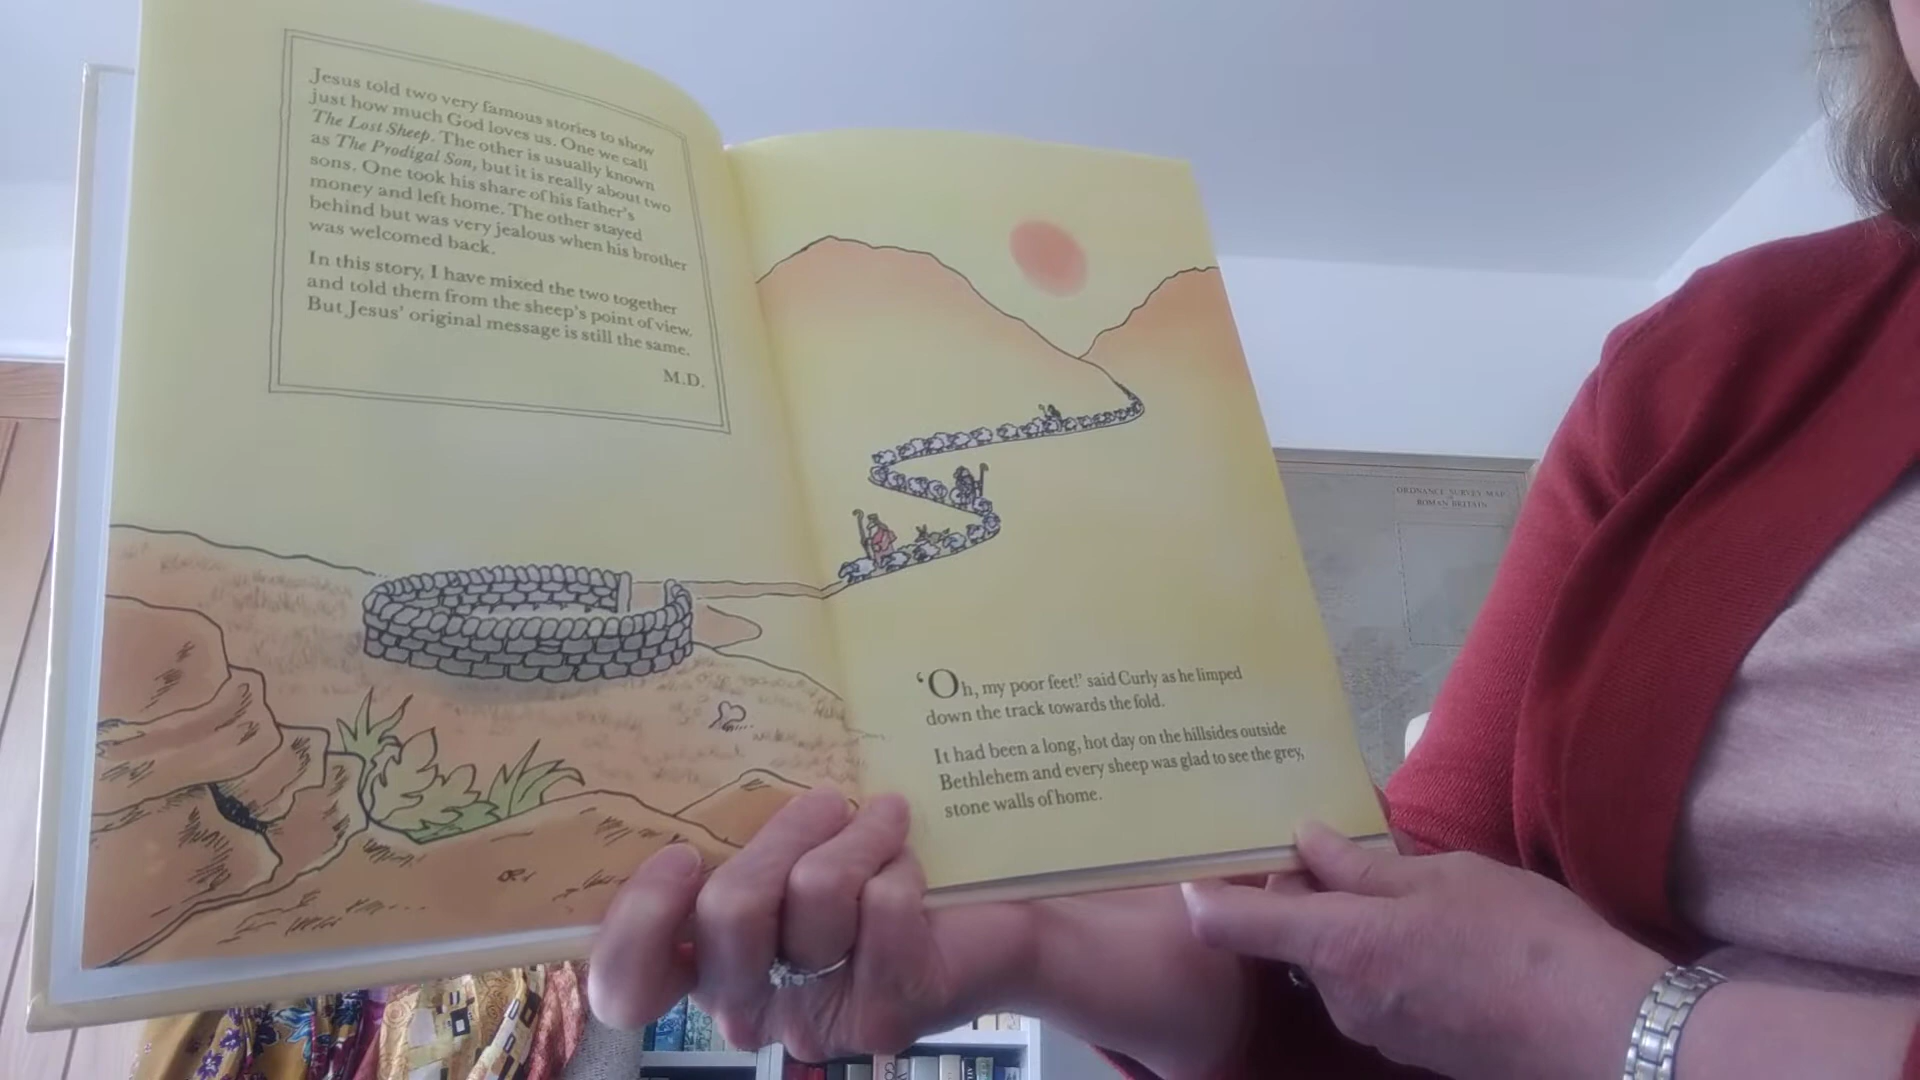 Jesus told two very famous stories to show
just how much God loves us. One we call
The Lost Sheep. The other is usually known
as The Prodigal Son, but it is really about two
sons. One took his share of his father's
money and left home. The other stayed
behind but was very jealous when his brother
was welcomed back.
In this story, I have mixed the two together
and told them from the sheep's point of view.
But Jesus' original message is still the same.
M.D.
'Oh, my poor feet!' said Curly as he limped
down the track towards the fold.
It had been a long, hot day on the hillsides outside
Bethlehem and every sheep was glad to see the grey,
stone walls of home.
ORDNANCE SURVEY MAP
OF
ROMAN BRITAIN